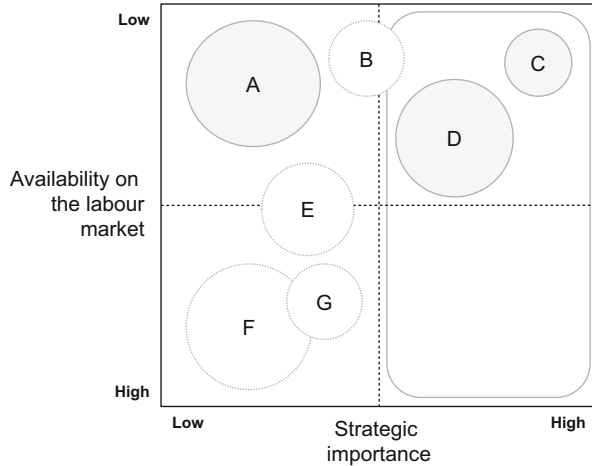 Low
B
C
A
D
Availability on
the labour
market
E
G
F
High
Low
Strategic
importance
High